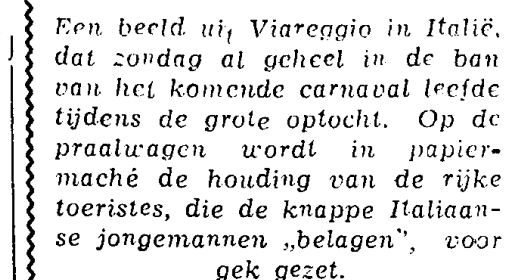 Een beeld uit Viareggio in Italië,
dat zondag al geheel in de ban
van het komende carnaval leefde
tijdens de grote optocht. Op de
praalwagen wordt in papier-
maché de houding van de rijke
toeristes, die de knappe Italiaan-
se jongemannen „belagen”, voor
gek gezet.